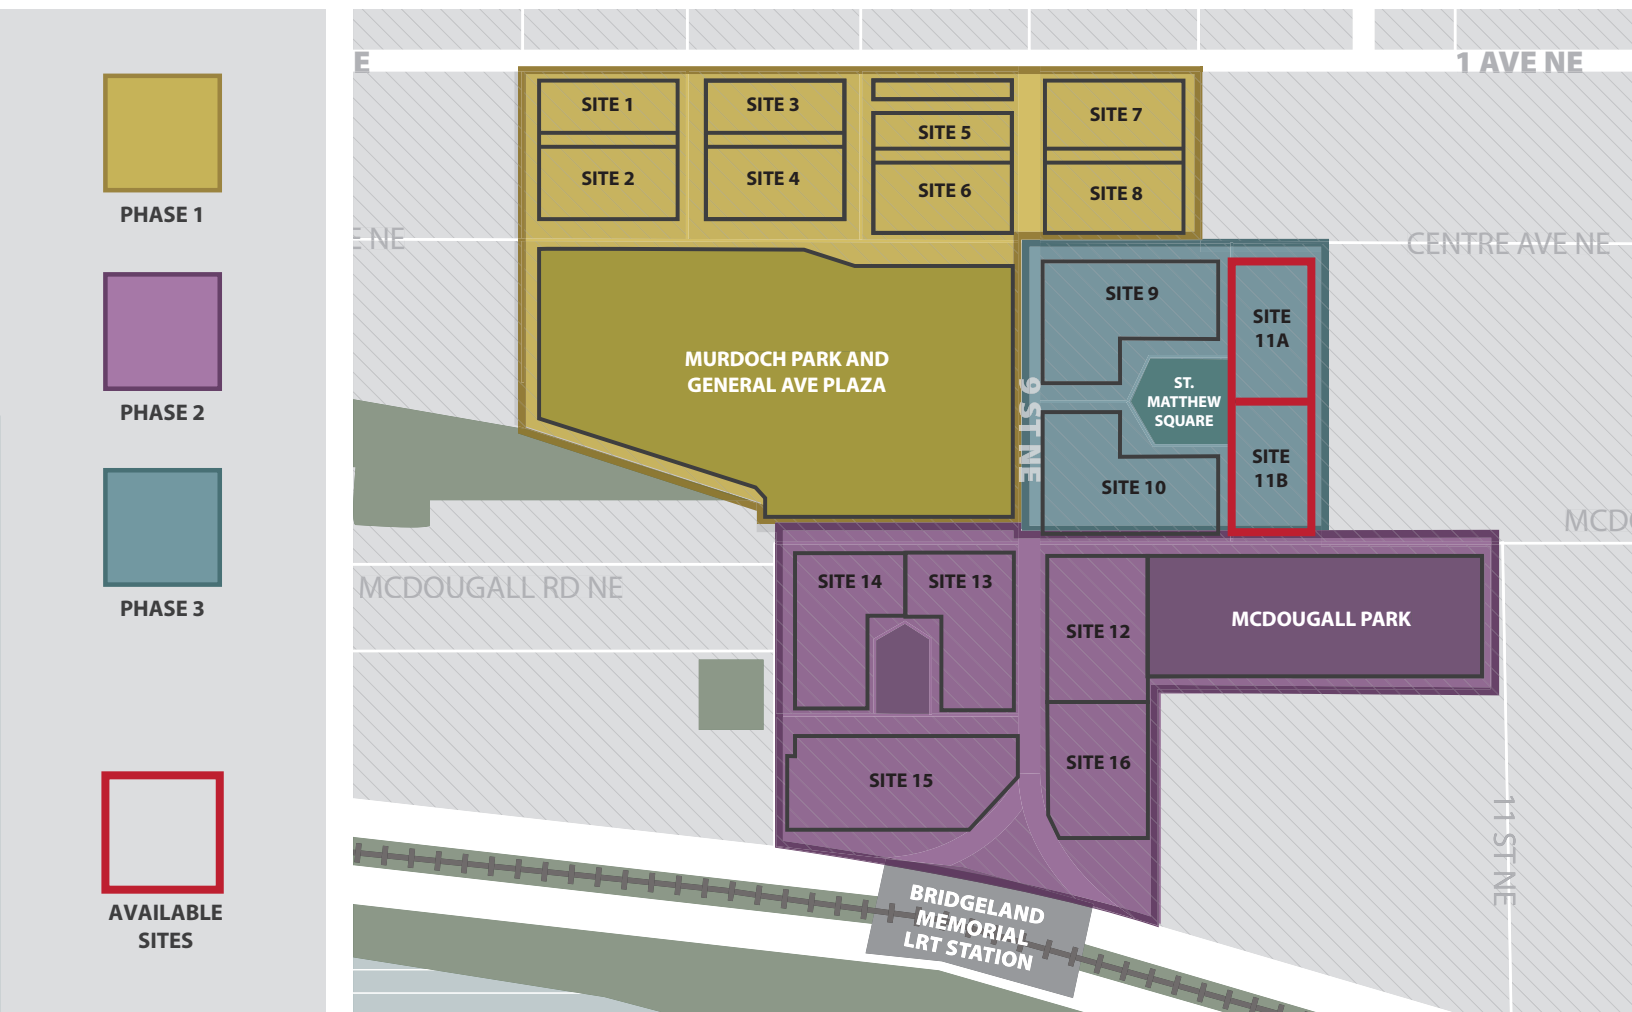 PHASE 1
PHASE 2
PHASE 3
AVAILABLE
SITES
E
1 AVE NE
SITE 1
SITE 3
SITE 5
SITE 7
SITE 2
SITE 4
SITE 6
SITE 8
E NE
CENTRE AVE NE
MURDOCH PARK AND
GENERAL AVE PLAZA
9 ST NE
SITE 9
SITE
11A
ST.
MATTHEW
SQUARE
SITE 10
SITE
11B
MCDO
MCDOUGALL RD NE
SITE 14
SITE 13
SITE 12
MCDOUGALL PARK
SITE 15
SITE 16
11 ST NE
BRIDGELAND
MEMORIAL
LRT STATION